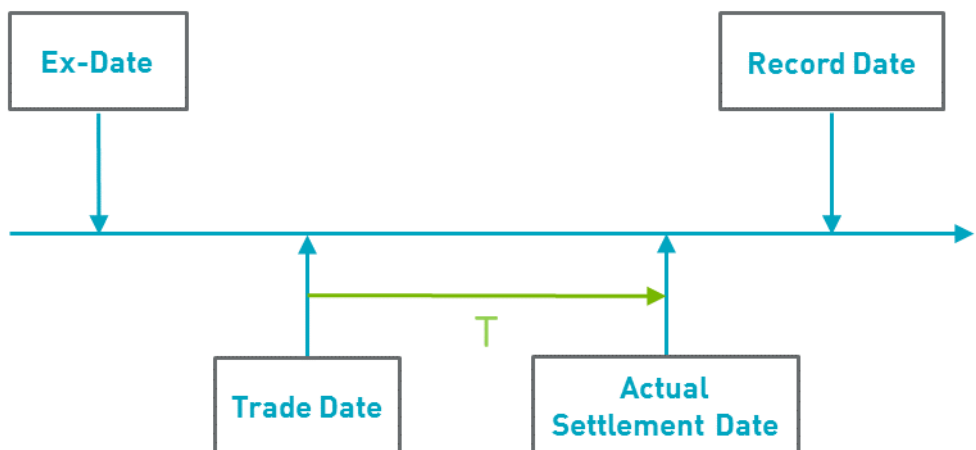 Ex-Date
Record Date
T
Trade Date
Actual
Settlement Date